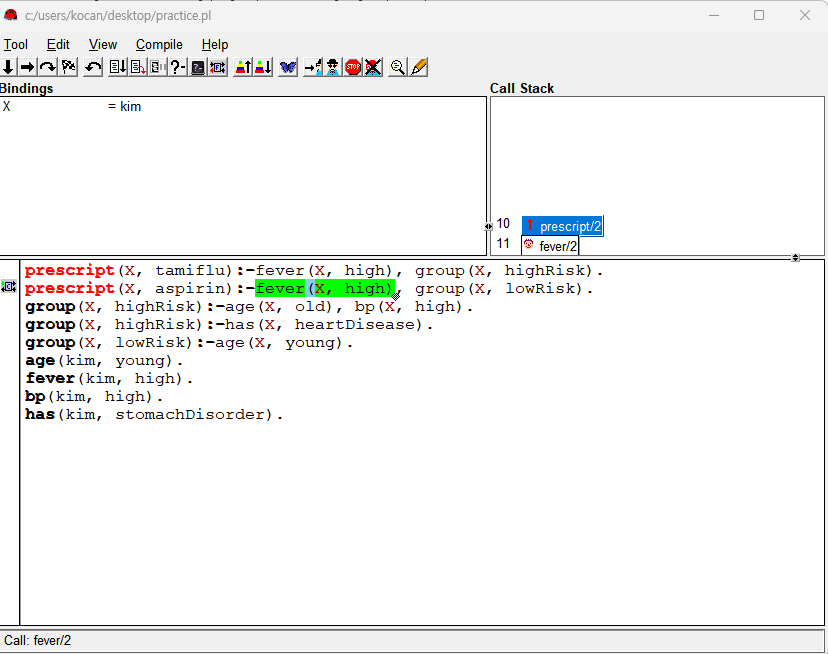 c:/users/kocan/desktop/practice.pl
Tool Edit View Compile Help
Bindings
Call Stack
X = kim
10 prescript/2
11 fever/2
prescript(X, tamiflu):-fever(X, high), group(X, highRisk).
prescript(X, aspirin):-fever(X, high), group(X, lowRisk).
group(X, highRisk):-age(X, old), bp(X, high).
group(X, highRisk):-has(X, heartDisease).
group(X, lowRisk):-age(X, young).
age(kim, young).
fever(kim, high).
bp(kim, high).
has(kim, stomachDisorder).
Call: fever/2